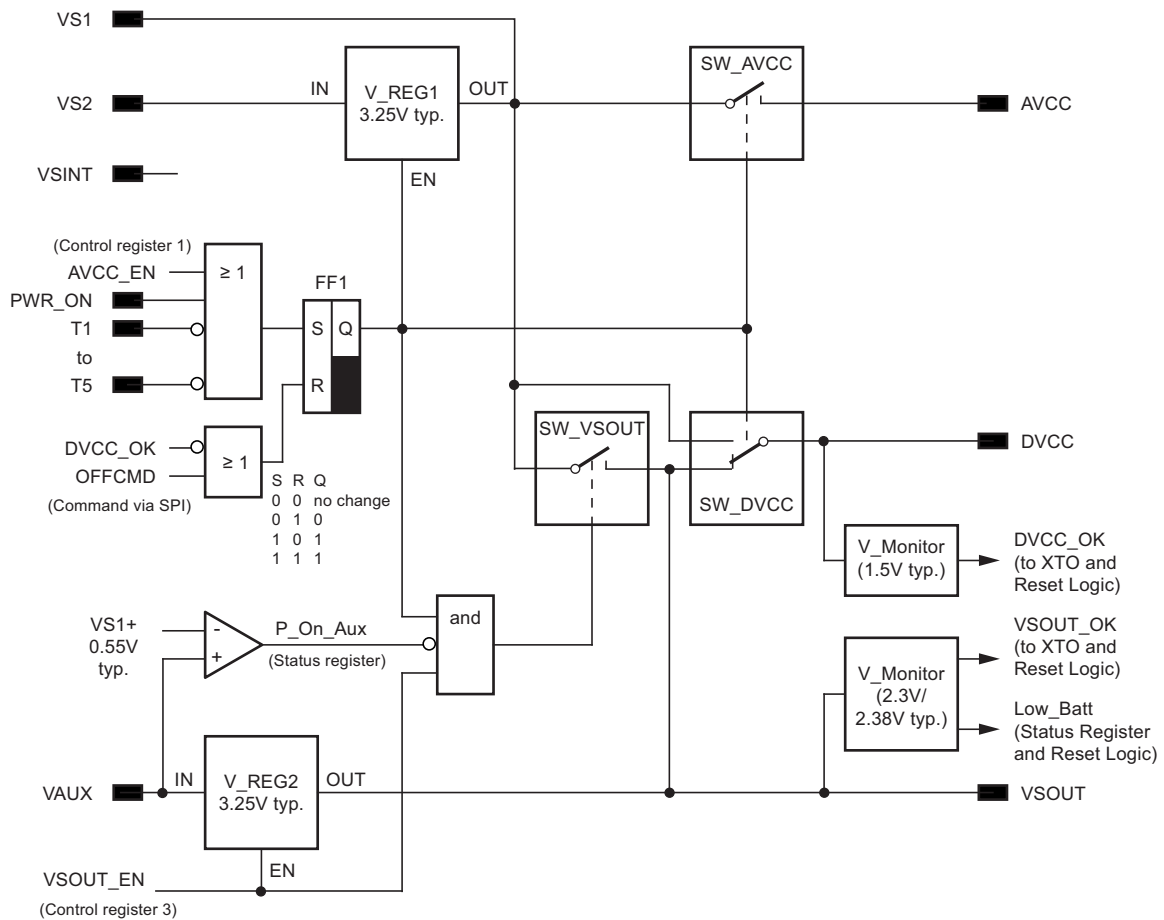 VS1
SW_AVCC
IN
OUT
V_REG1
3.25V typ.
VS2
AVCC
VSINT
EN
(Control register 1)
AVCC_EN
≥ 1
PWR_ON
FF1
T1
S
Q
to
T5
R
SW_VSOUT
DVCC_OK
DVCC
≥ 1
OFFCMD
(Command via SPI)
S R Q
0 0 no change
0 1 0
1 0 1
1 1 1
SW_DVCC
V_Monitor
(1.5V typ.)
DVCC_OK
(to XTO and
Reset Logic)
and
VS1+
0.55V
typ.
-
+
P_On_Aux
(Status register)
VSOUT_OK
(to XTO and
Reset Logic)
V_Monitor
(2.3V/
2.38V typ.)
Low_Batt
(Status Register
and Reset Logic)
VAUX
IN
V_REG2
3.25V typ.
OUT
VSOUT
EN
VSOUT_EN
(Control register 3)